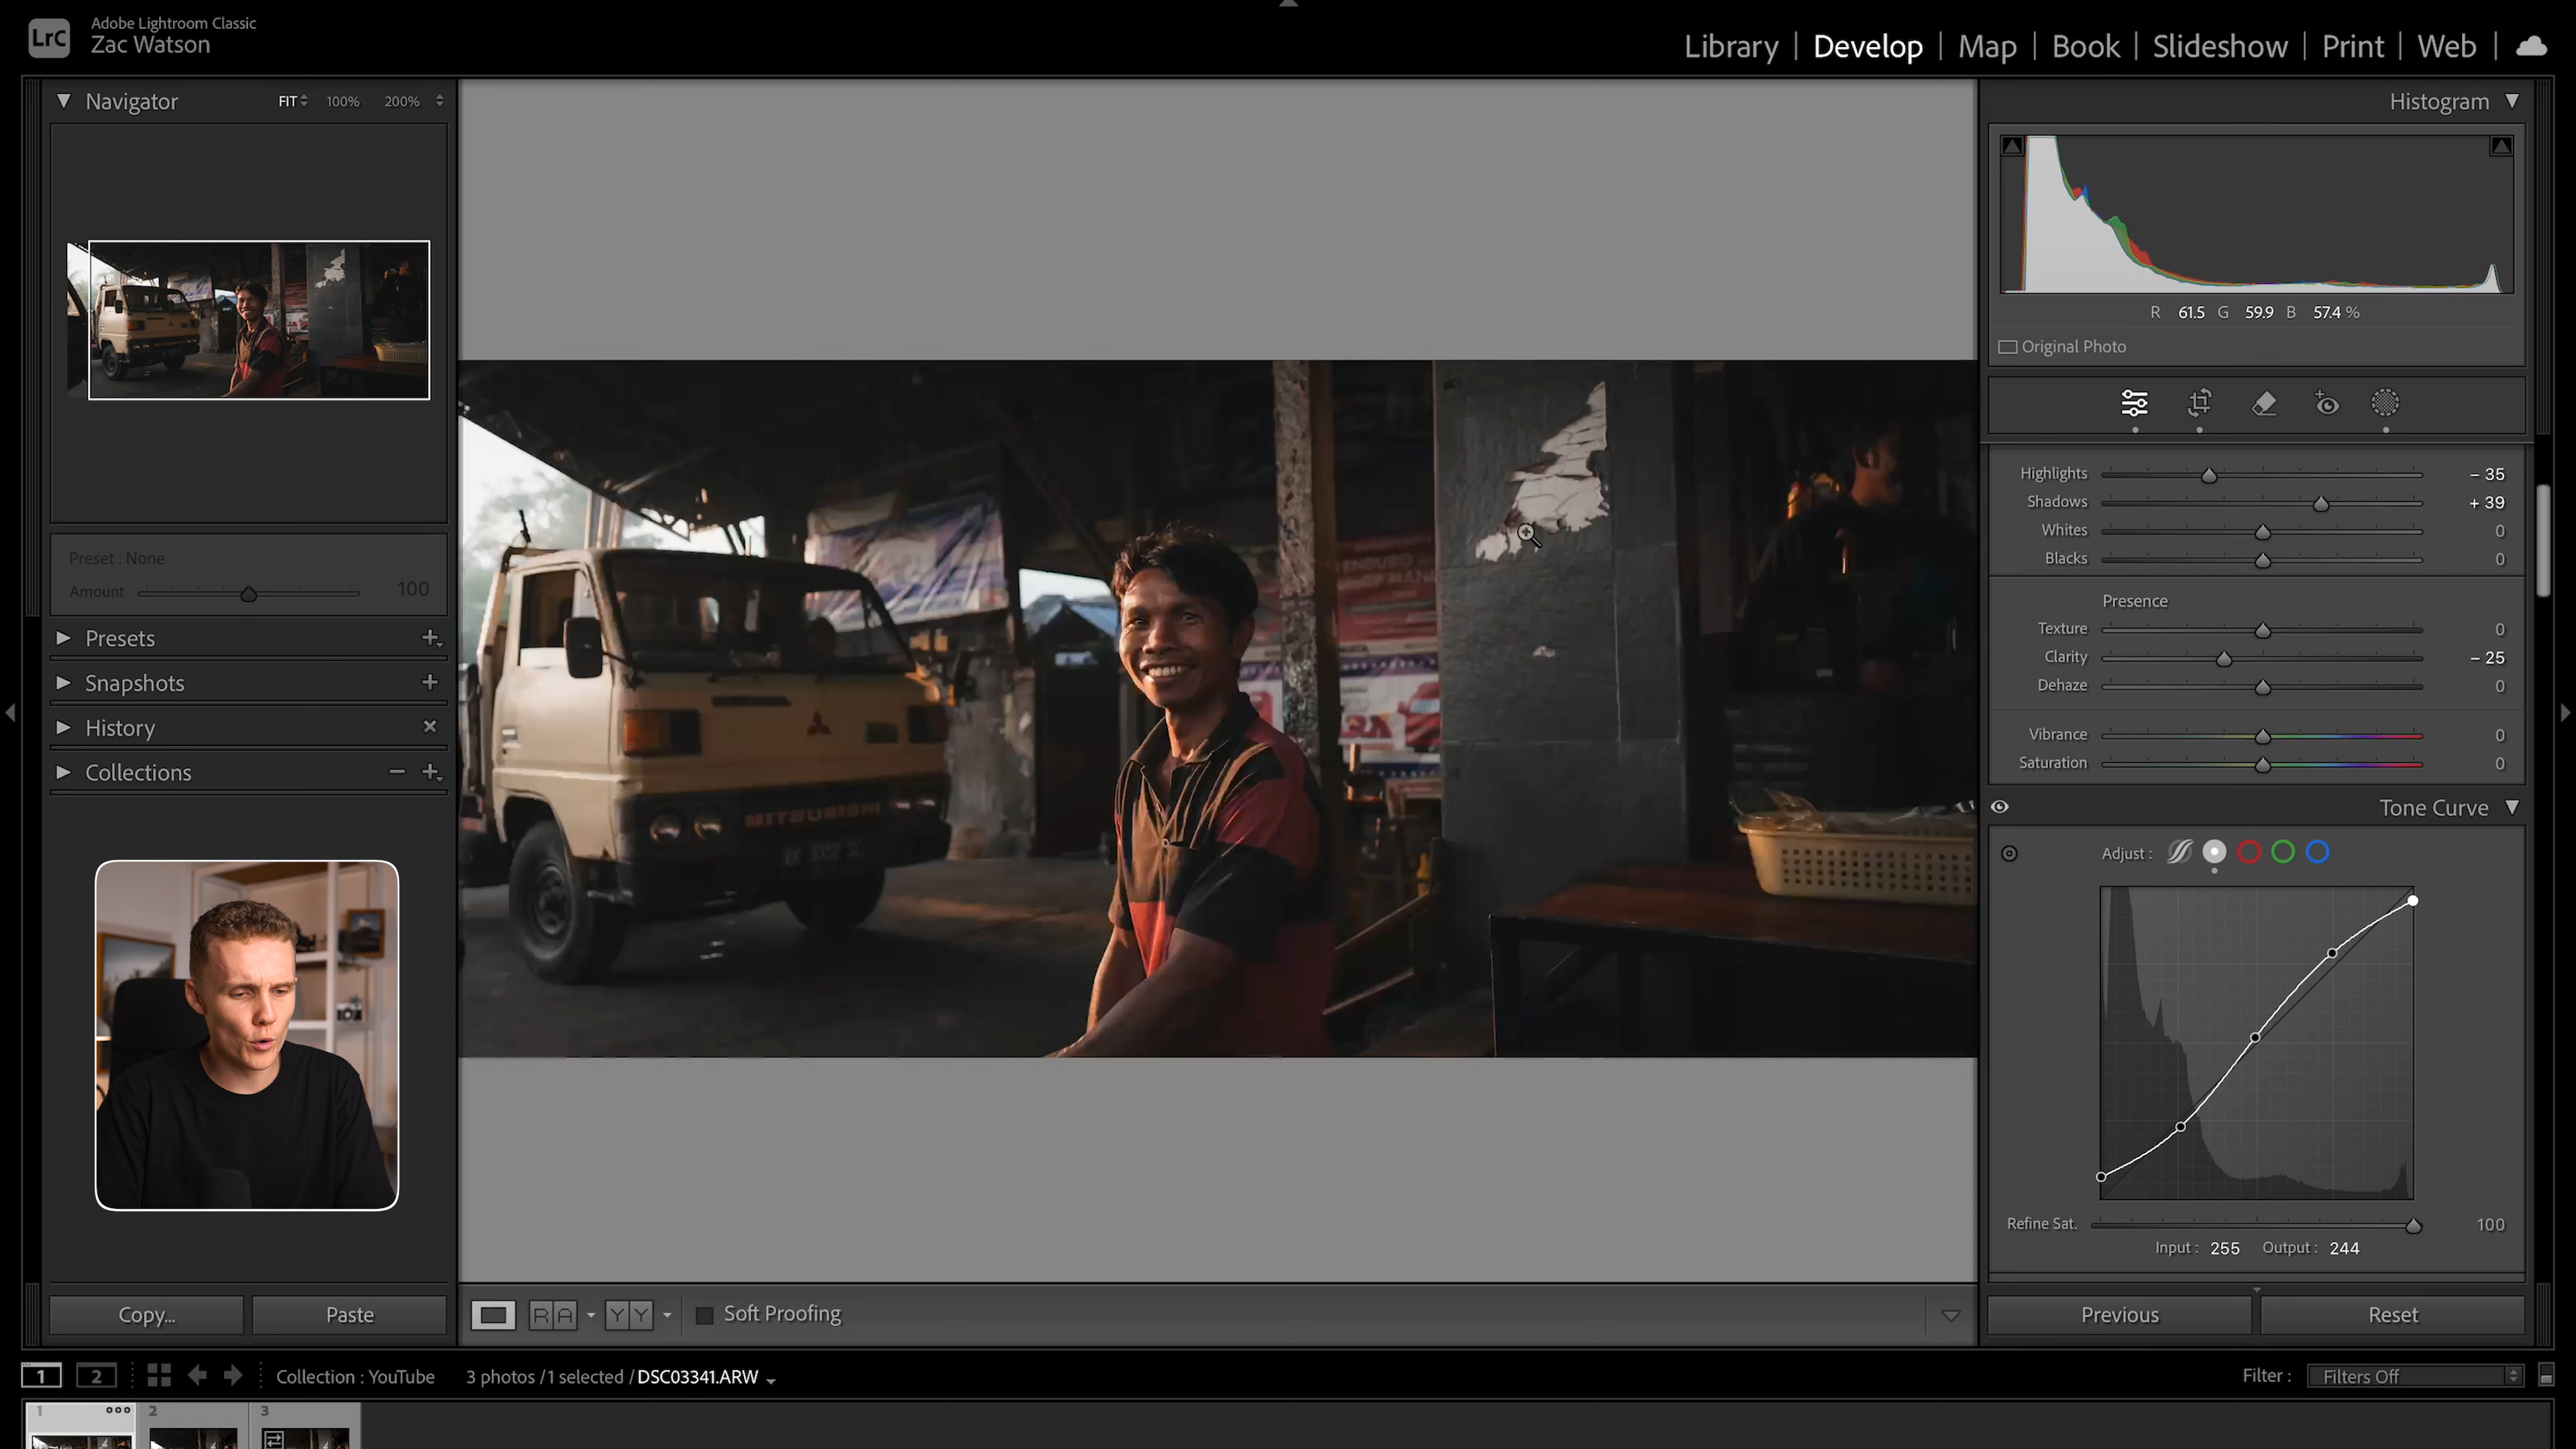 LrC
Adobe Lightroom Classic
Zac Watson
Library
Develop
Map
Book
Slideshow
Print
Web
Navigator
FIT
100%
200%
Preset : None
Amount
100
Presets
Snapshots
History
Collections
Copy...
Paste
MITSUBISHI
R A
Y Y
Soft Proofing
Histogram
R 61.5 G 59.9 B 57.4 %
Original Photo
Highlights - 35
Shadows + 39
Whites 0
Blacks 0
Presence
Texture 0
Clarity - 25
Dehaze 0
Vibrance 0
Saturation 0
Tone Curve
Adjust :
Refine Sat. 100
Input : 255 Output : 244
Previous
Reset
1
2
Collection : YouTube
3 photos / 1 selected / DSC03341.ARW
Filter :
Filters Off
1
2
3